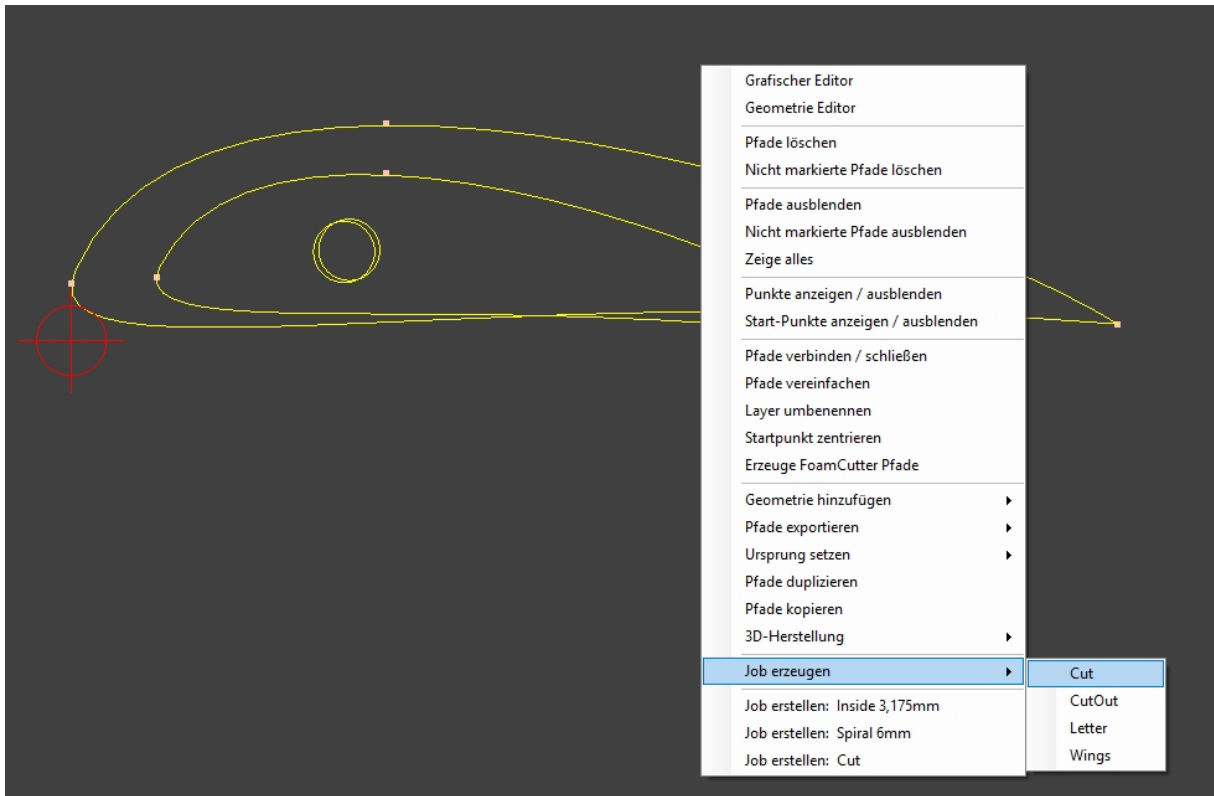 Grafischer Editor
Geometrie Editor
Pfade löschen
Nicht markierte Pfade löschen
Pfade ausblenden
Nicht markierte Pfade ausblenden
Zeige alles
Punkte anzeigen / ausblenden
Start-Punkte anzeigen / ausblenden
Pfade verbinden / schließen
Pfade vereinfachen
Layer umbenennen
Startpunkt zentrieren
Erzeuge FoamCutter Pfade
Geometrie hinzufügen
Pfade exportieren
Ursprung setzen
Pfade duplizieren
Pfade kopieren
3D-Herstellung
Job erzeugen
Job erstellen: Inside 3,175mm
Job erstellen: Spiral 6mm
Job erstellen: Cut
Cut
CutOut
Letter
Wings